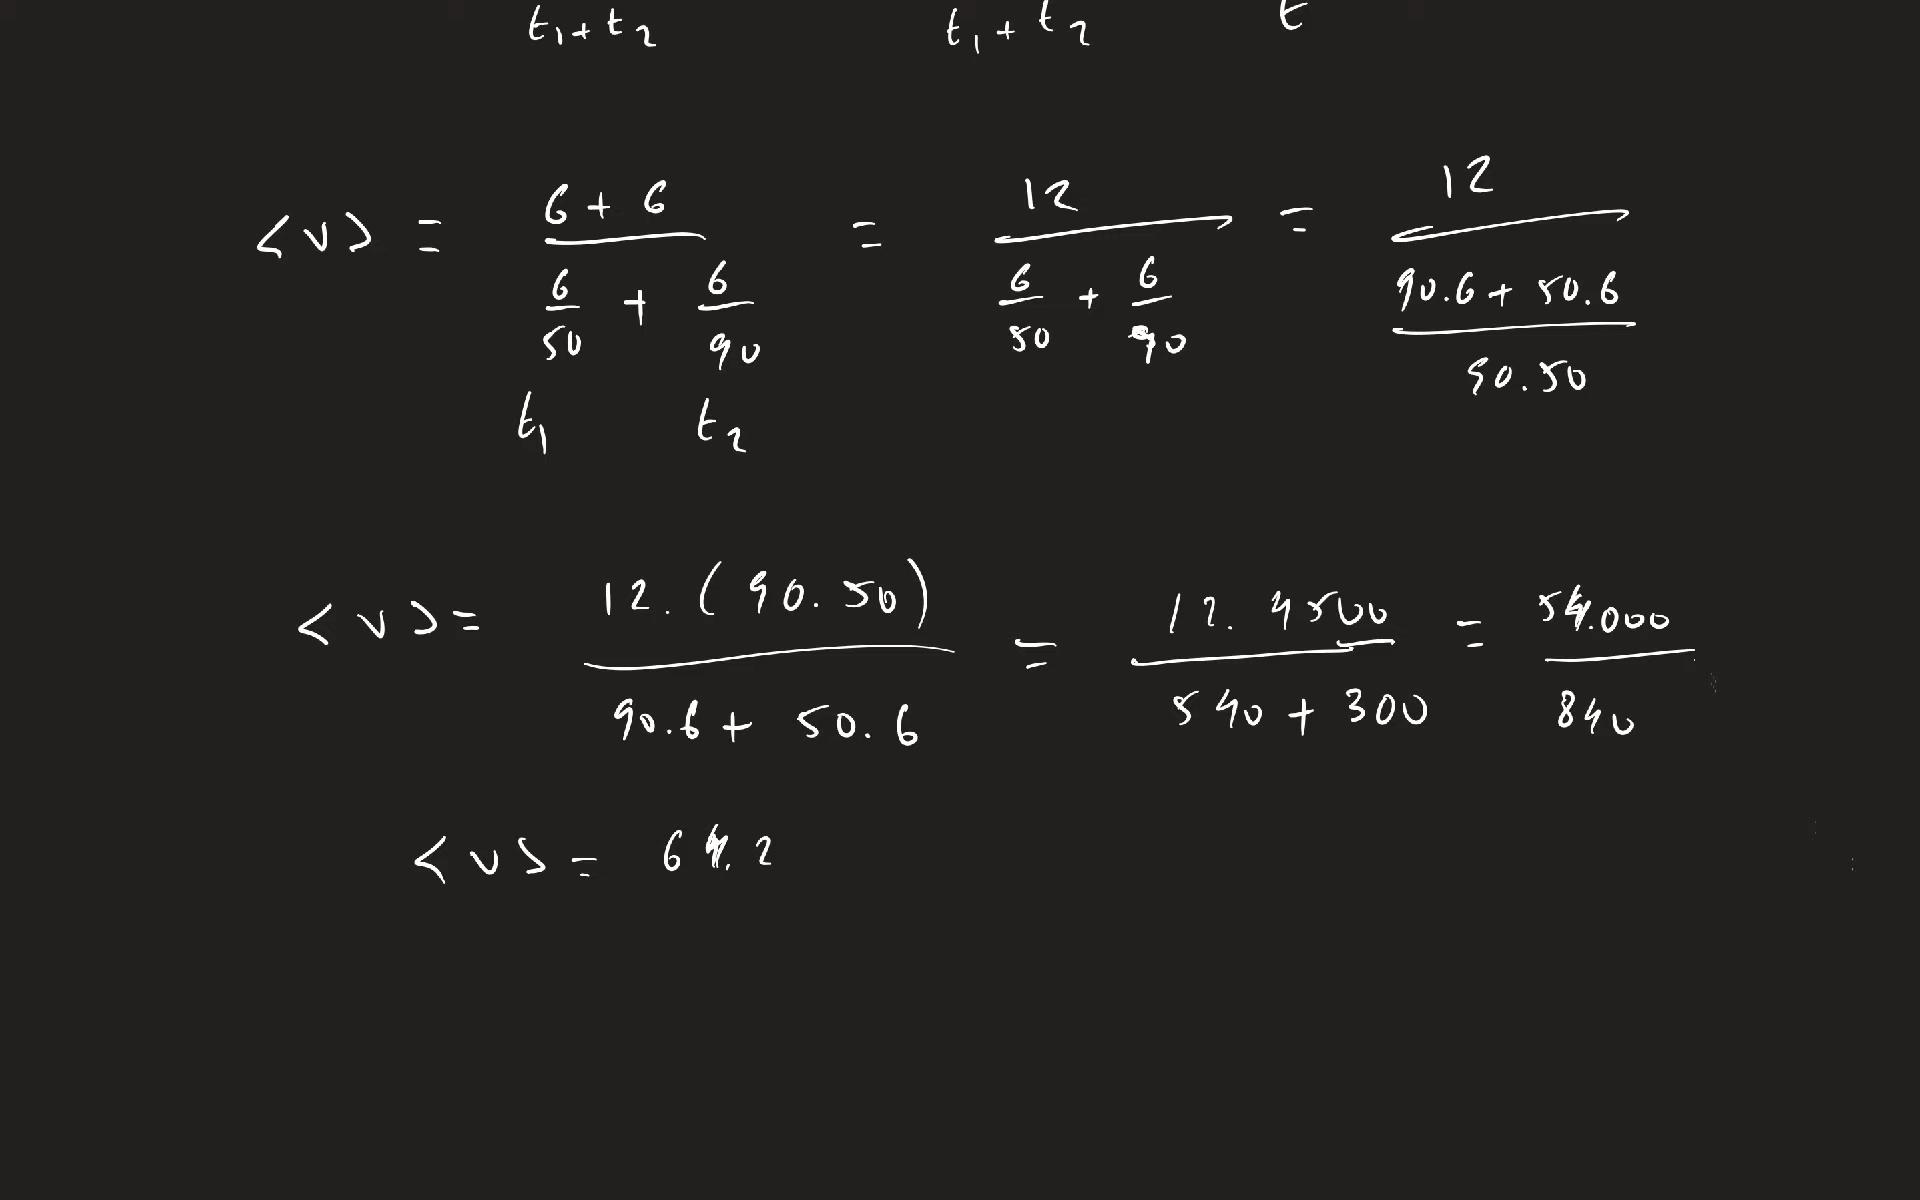 t₁+t₂ t₁+t₂ t
<v> = (6+6)/(6/50 + 6/90) = 12/(6/50 + 6/90) = 12/((90.6+50.6)/(90.50))
t₁ t₂
<v> = (12.(90.50))/(90.6+50.6) = (12.4500)/(540+300) = 54.000/840
<v> = 64.2